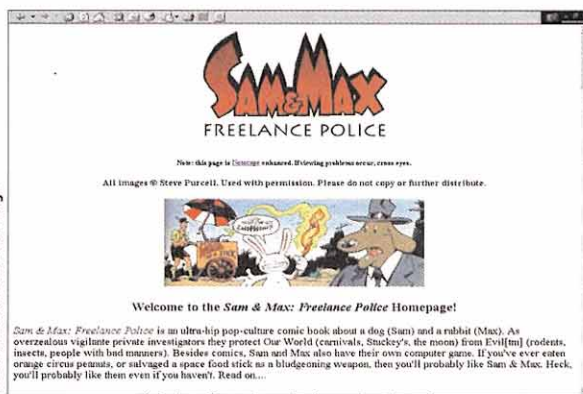 SAM & MAX
FREELANCE POLICE
Note: this page is Netscape enhanced. If viewing problems occur, cross eyes.
All images © Steve Purcell. Used with permission. Please do not copy or further distribute.
Welcome to the Sam & Max: Freelance Police Homepage!
Sam & Max: Freelance Police is an ultra-hip pop-culture comic book about a dog (Sam) and a rabbit (Max). As
overzealous vigilante private investigators they protect Our World (carnivals, Stuckey's, the moon) from Evil[tm] (rodents,
insects, people with bad manners). Besides comics, Sam and Max also have their own computer game. If you've ever eaten
orange circus peanuts, or salvaged a space food stick as a bludgeoning weapon, then you'll probably like Sam & Max. Heck,
you'll probably like them even if you haven't. Read on....